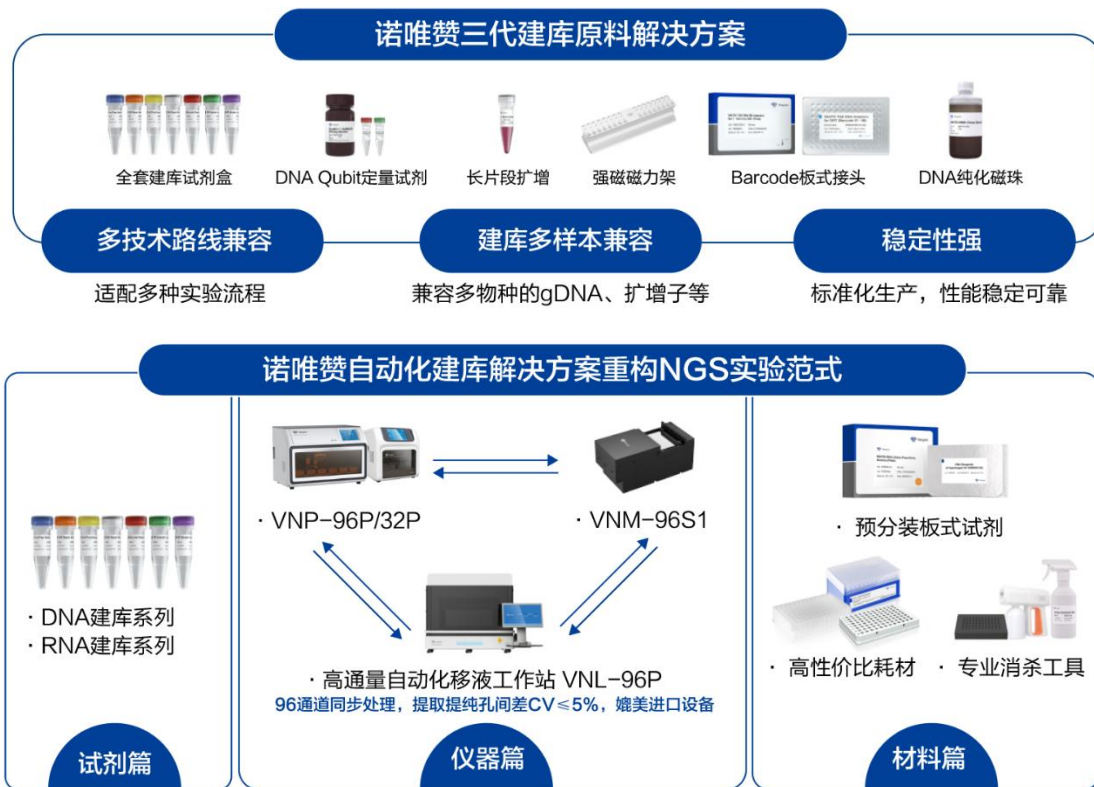 诺唯赞三代建库原料解决方案
全套建库试剂盒
DNA Qubit定量试剂
长片段扩增
强磁磁力架
Barcode板式接头
DNA纯化磁珠
多技术路线兼容
建库多样本兼容
稳定性强
适配多种实验流程
兼容多物种的gDNA、扩增子等
标准化生产，性能稳定可靠
诺唯赞自动化建库解决方案重构NGS实验范式
· DNA建库系列
· RNA建库系列
试剂篇
· VNP-96P/32P
· VNM-96S1
· 高通量自动化移液工作站 VNL-96P
96通道同步处理，提取提纯孔间差CV≤5%，媲美进口设备
仪器篇
· 预分装板式试剂
· 高性价比耗材
· 专业消杀工具
材料篇